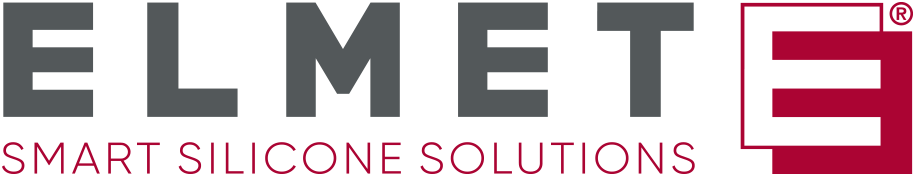 ELMET E®
SMART SILICONE SOLUTIONS